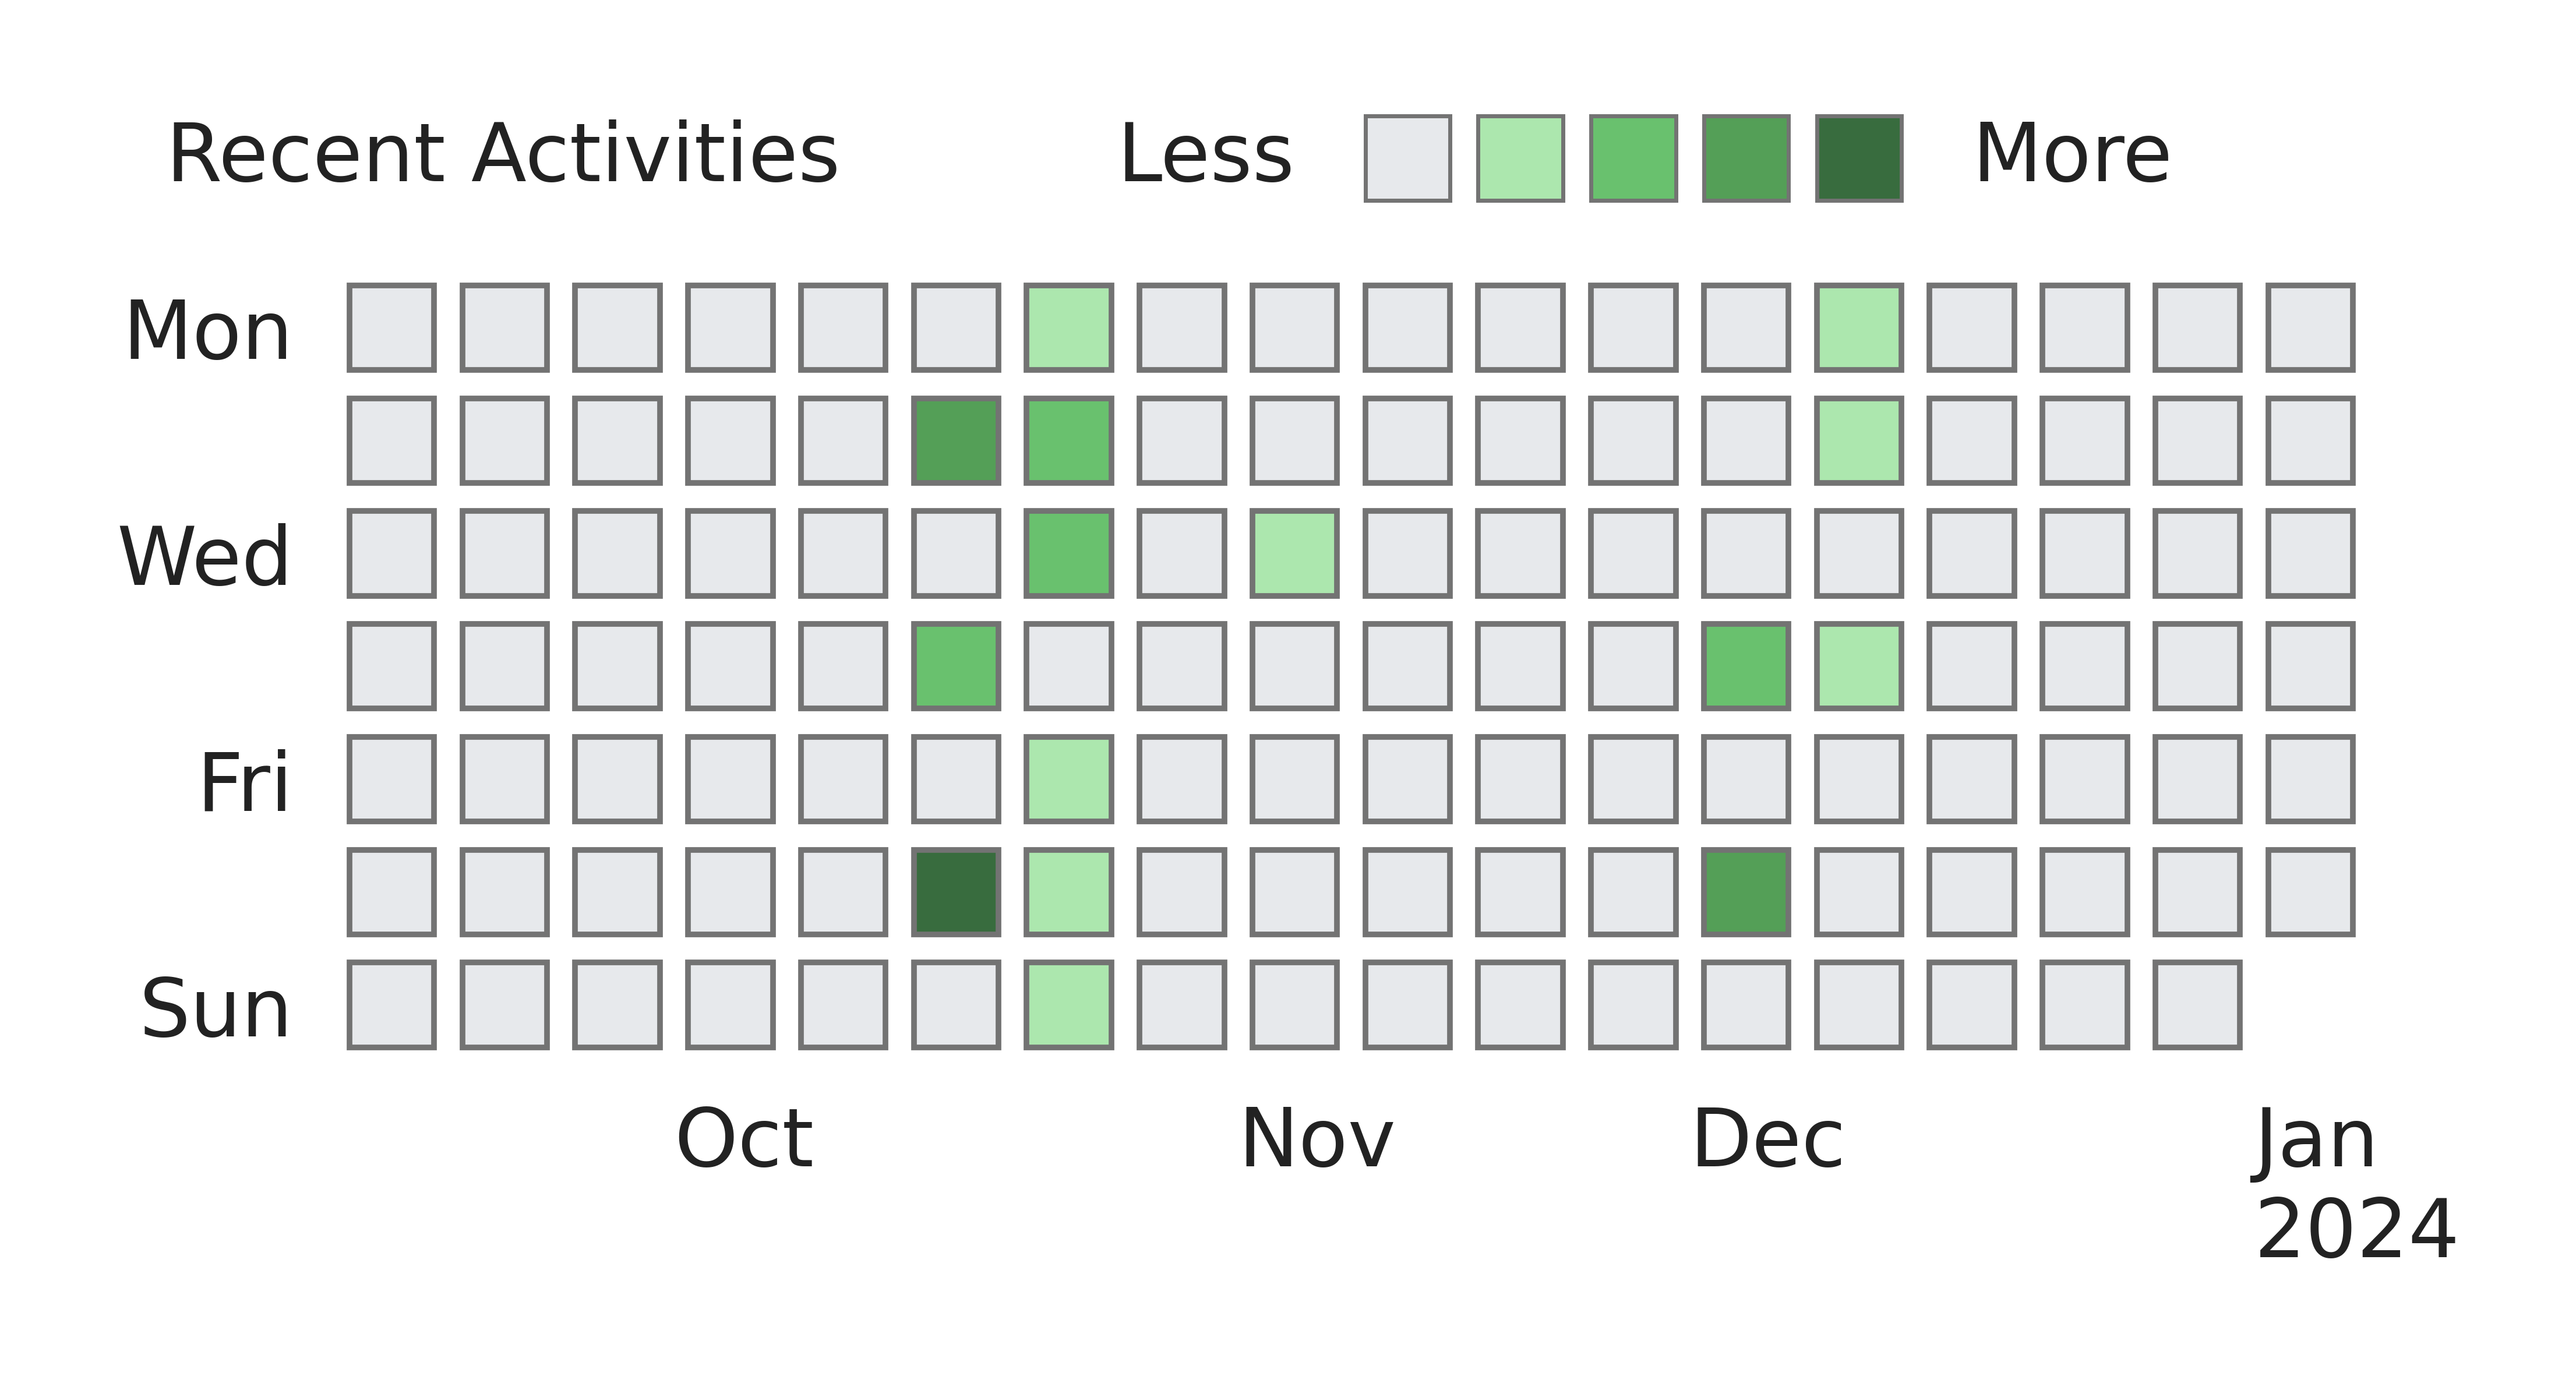 Recent Activities
Less More
Mon
Wed
Fri
Sun
Oct Nov Dec Jan
2024